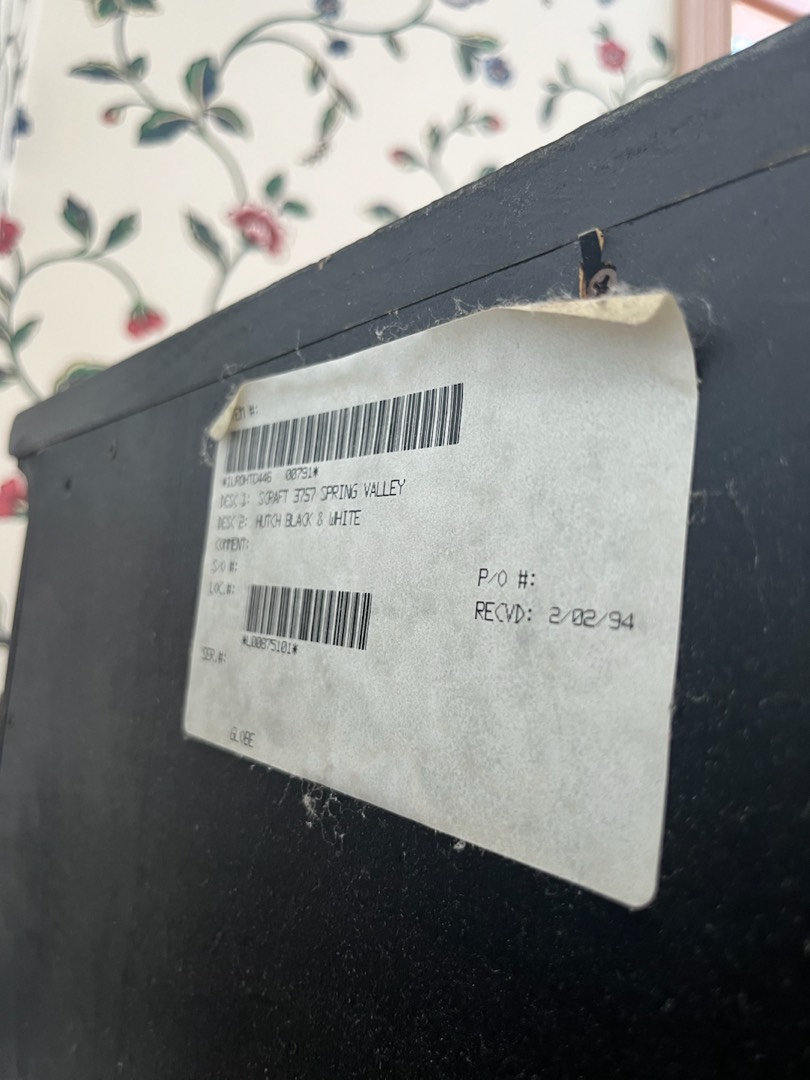 ITEM #:
00791*
DESC 1: SCRAFT 3757 SPRING VALLEY
DESC 2: HUTCH BLACK & WHITE
COMMENT:
S/O #:
P/O #:
LOC.#:
RECVD: 2/02/94
*L00875101*
SER.#:
GLOBE